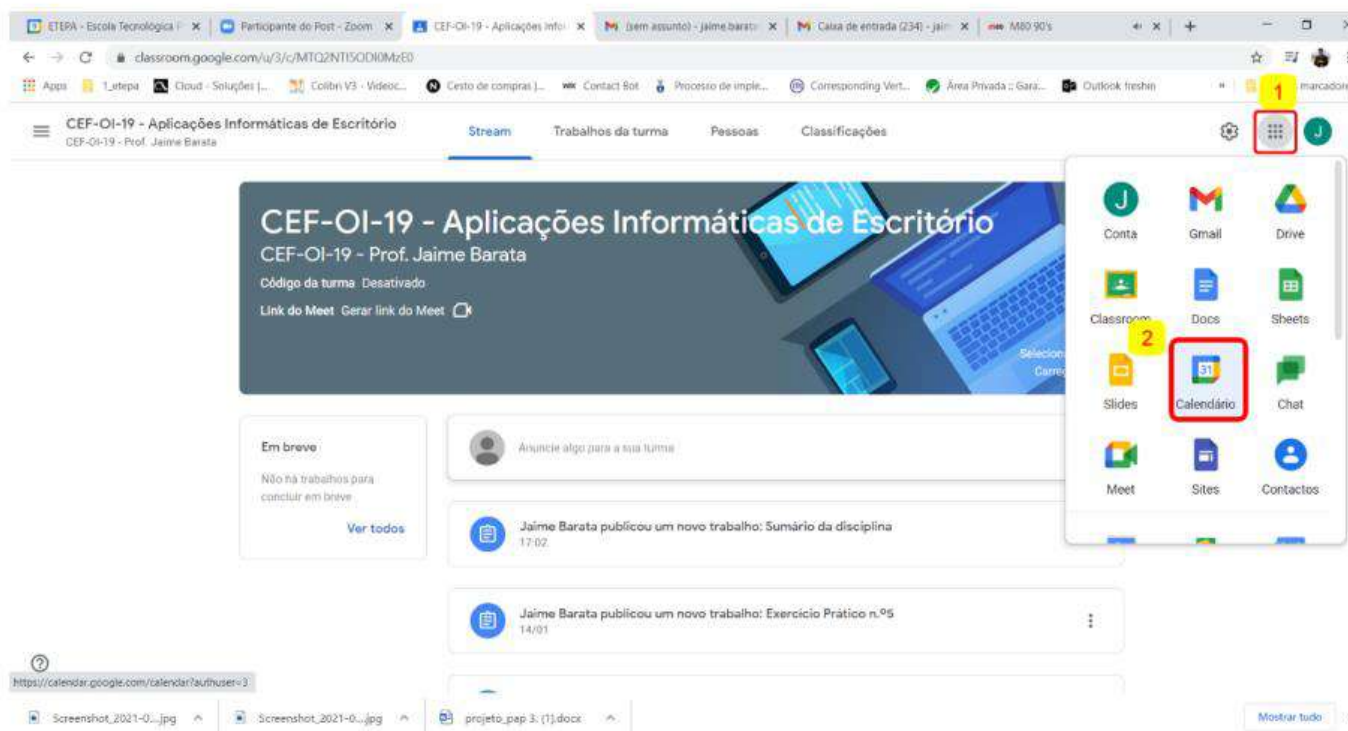 ETEPA - Escola Tecnológica P
Participante do Post - Zoom
CEF-OI-19 - Aplicações Infor
(sem assunto) - jaime.barata
Caixa de entrada (234) - jaim
M80 90's
classroom.google.com/u/3/c/MTQ2NTI5ODI0MzE0
Apps
1_etepa
Cloud - Soluções |...
Colibri V3 - Videoc...
Cesto de compras |...
Contact Bot
Processo de imple...
Corresponding Vert...
Área Privada :: Gara...
Outlook freshin
marcadore
1
CEF-OI-19 - Aplicações Informáticas de Escritório
CEF-OI-19 - Prof. Jaime Barata
Stream
Trabalhos da turma
Pessoas
Classificações
J
CEF-OI-19 - Aplicações Informáticas de Escritório
CEF-OI-19 - Prof. Jaime Barata
Código da turma Desativado
Link do Meet Gerar link do Meet
Selecion
Carre
J
Conta
Gmail
Drive
Classroom
Docs
Sheets
2
Slides
31
Calendário
Chat
Meet
Sites
Contactos
Em breve
Não há trabalhos para
concluir em breve
Ver todos
Anuncie algo para a sua turma
Jaime Barata publicou um novo trabalho: Sumário da disciplina
17:02
Jaime Barata publicou um novo trabalho: Exercício Prático n.º5
14/01
https://calendar.google.com/calendar?authuser=3
Screenshot_2021-0....jpg
Screenshot_2021-0....jpg
projeto_pap 3. (1).docx
Mostrar tudo